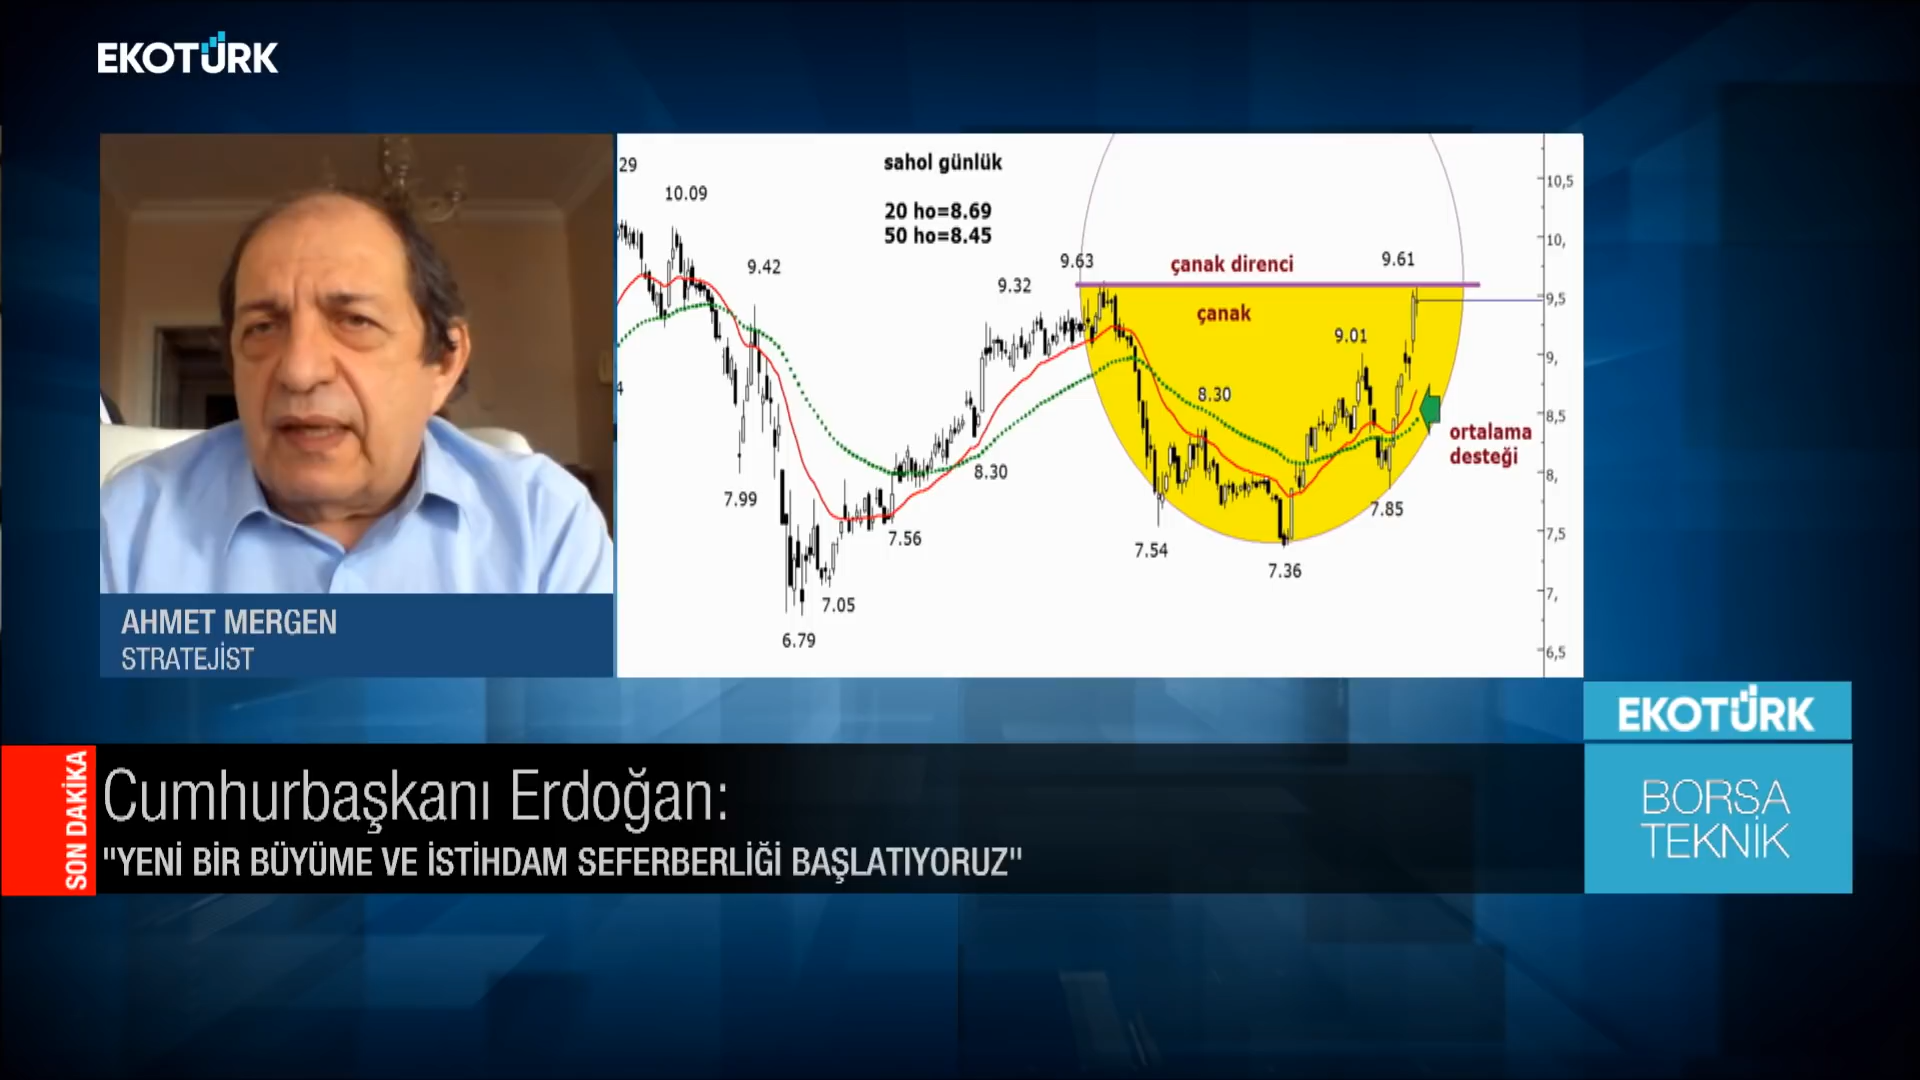 EKOTÜRK
29
10.09
9.42
7.99
6.79
7.05
7.56
8.30
9.32
sahol günlük
20 ho=8.69
50 ho=8.45
9.63
çanak direnci
9.61
çanak
9.01
8.30
7.54
7.36
7.85
ortalama
desteği
4
10,5
10,
9,5
9,
8,5
8,
7,5
7,
6,5
AHMET MERGEN
STRATEJİST
EKOTÜRK
BORSA
TEKNİK
SON DAKİKA
Cumhurbaşkanı Erdoğan:
"YENİ BİR BÜYÜME VE İSTİHDAM SEFERBERLİĞİ BAŞLATIYORUZ"